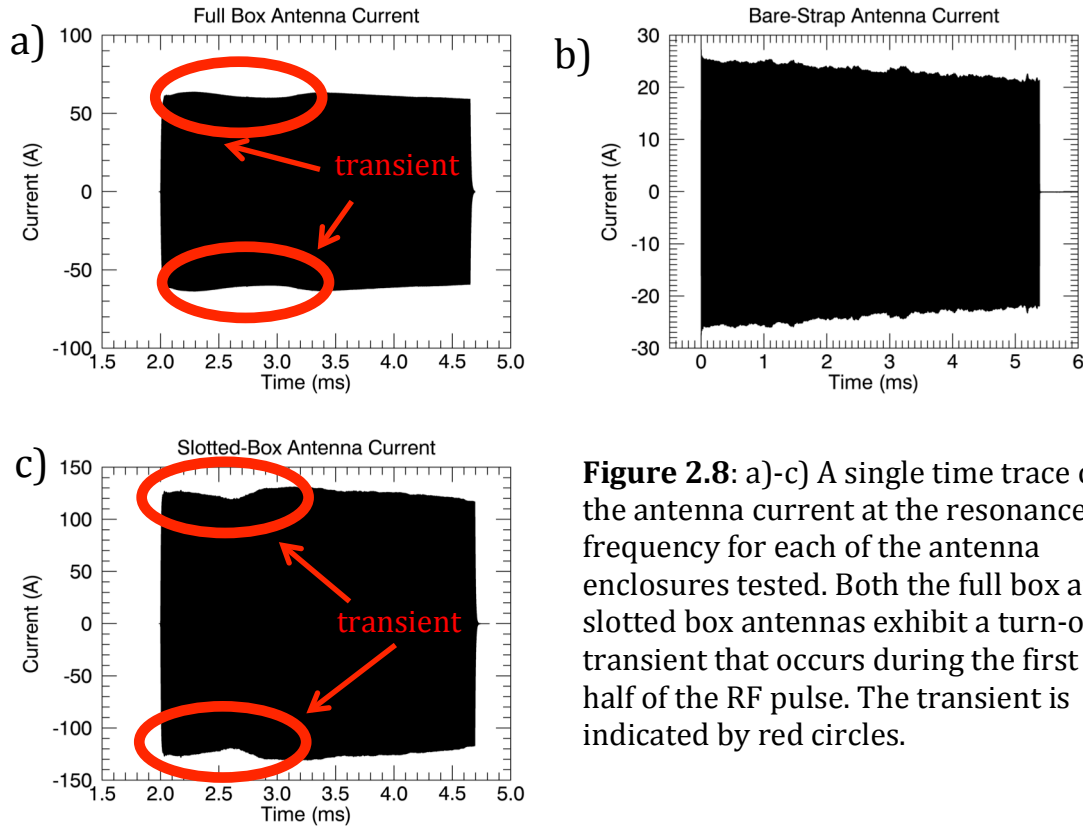 a)
Full Box Antenna Current
100
50
0
-50
-100
Current (A)
transient
1.5 2.0 2.5 3.0 3.5 4.0 4.5 5.0
Time (ms)
b)
Bare-Strap Antenna Current
30
20
10
0
-10
-20
-30
Current (A)
0 1 2 3 4 5 6
Time (ms)
c)
Slotted-Box Antenna Current
150
100
50
0
-50
-100
-150
Current (A)
transient
1.5 2.0 2.5 3.0 3.5 4.0 4.5 5.0
Time (ms)
Figure 2.8: a)-c) A single time trace
the antenna current at the resonance
frequency for each of the antenna
enclosures tested. Both the full box a
slotted box antennas exhibit a turn-o
transient that occurs during the first
half of the RF pulse. The transient is
indicated by red circles.